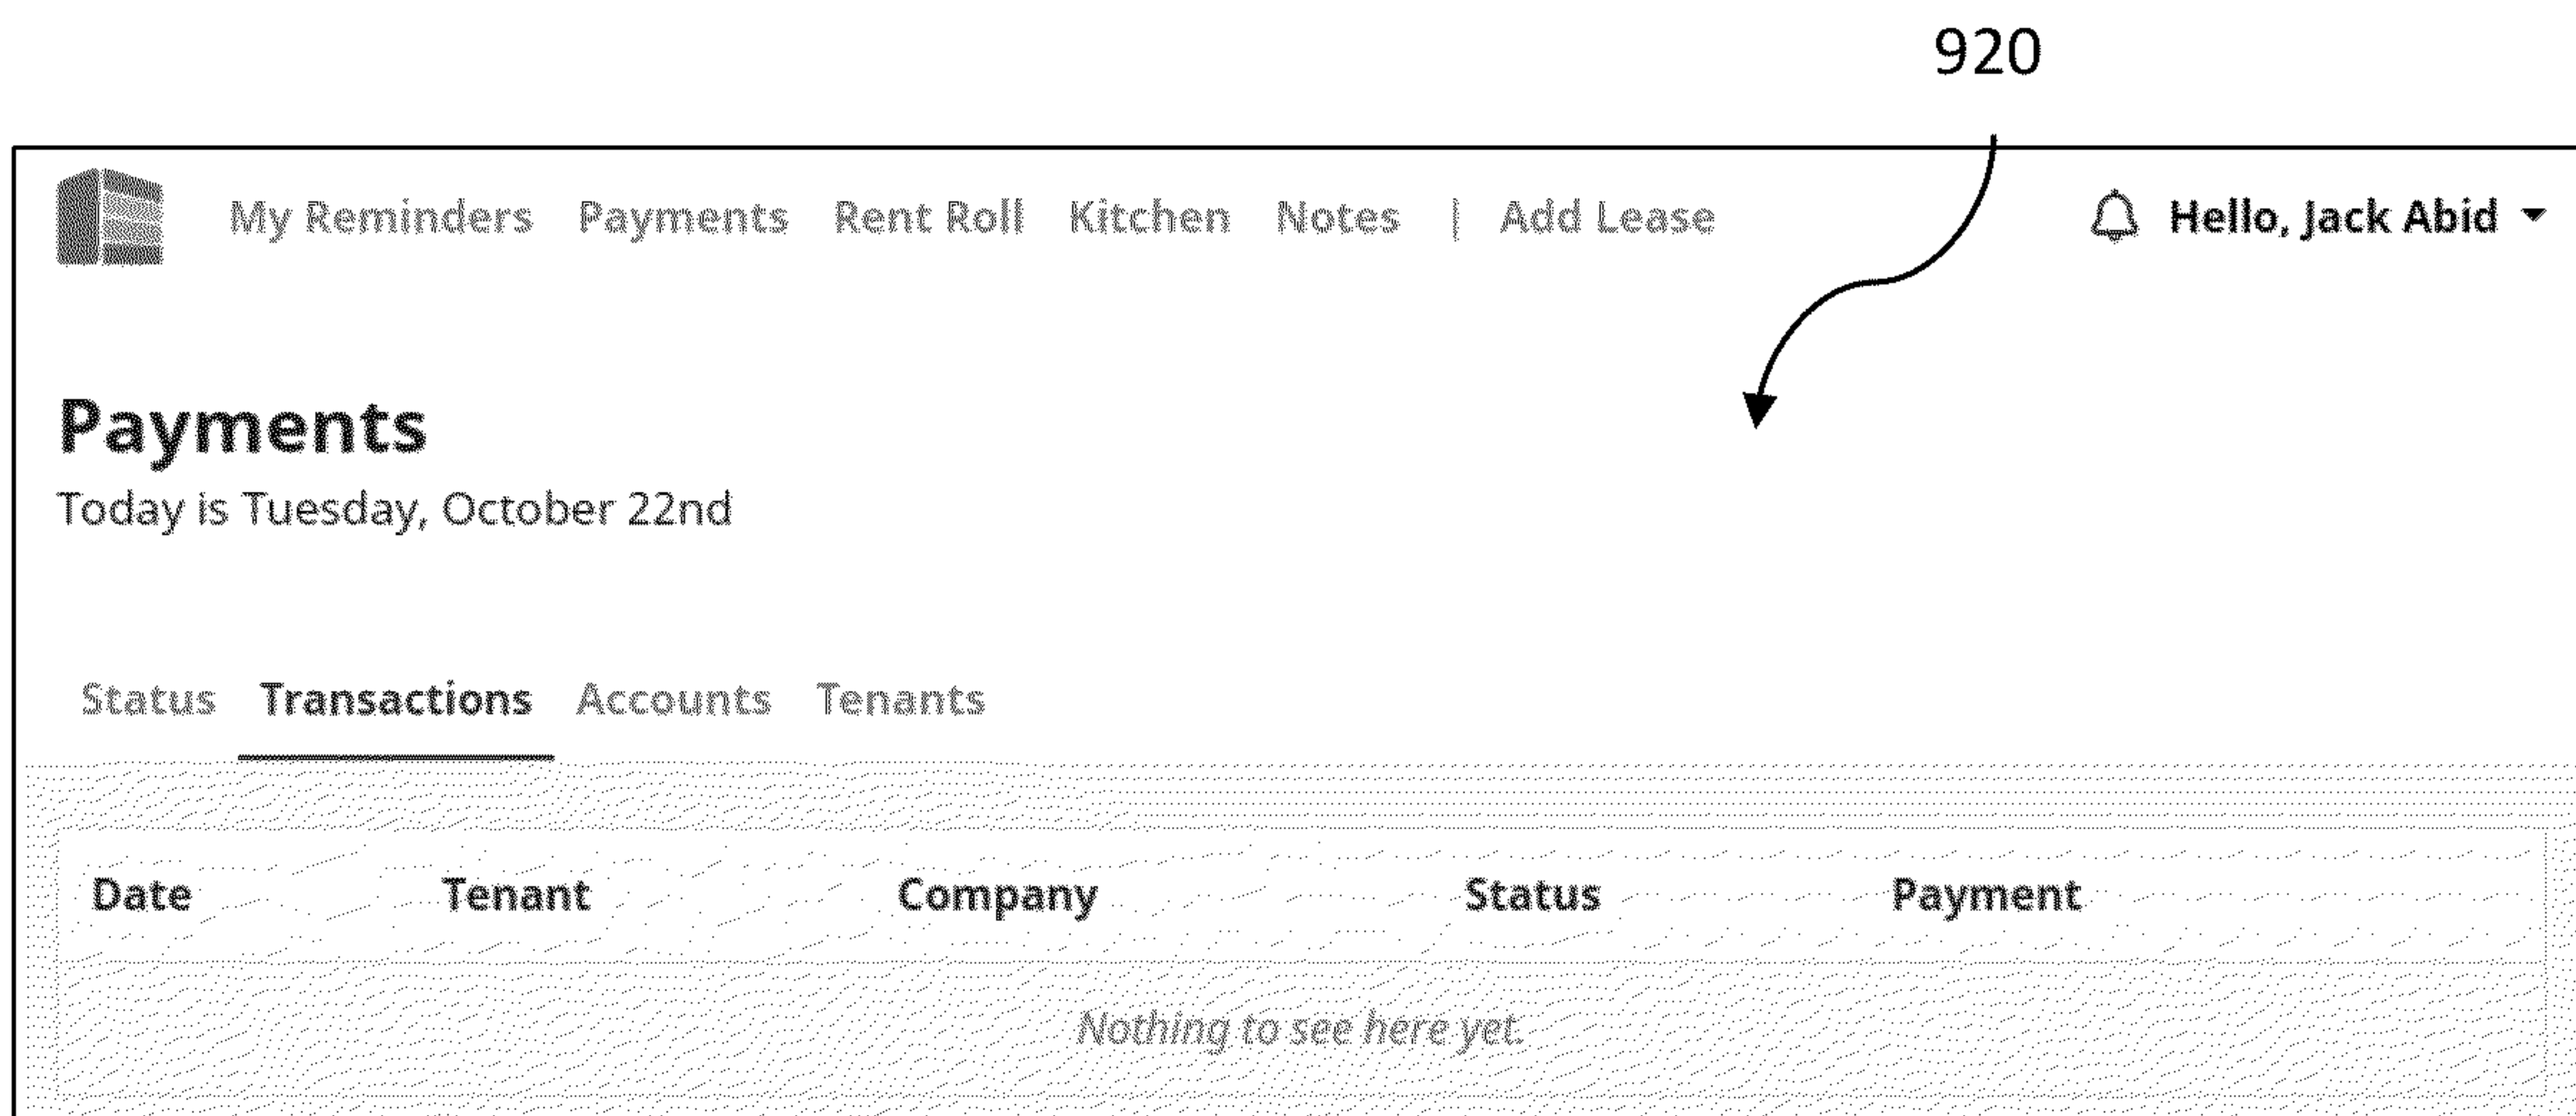 920
My Reminders Payments Rent Roll Kitchen Notes | Add Lease Hello, Jack Abid
Payments
Today is Tuesday, October 22nd
Status Transactions Accounts Tenants
Date Tenant Company Status Payment
Nothing to see here yet.